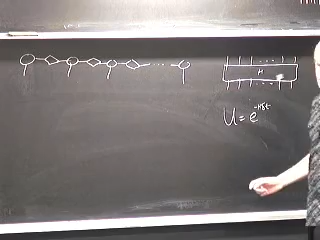 H
U = e^{-iHδt}